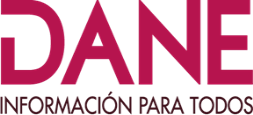 DANE
INFORMACIÓN PARA TODOS